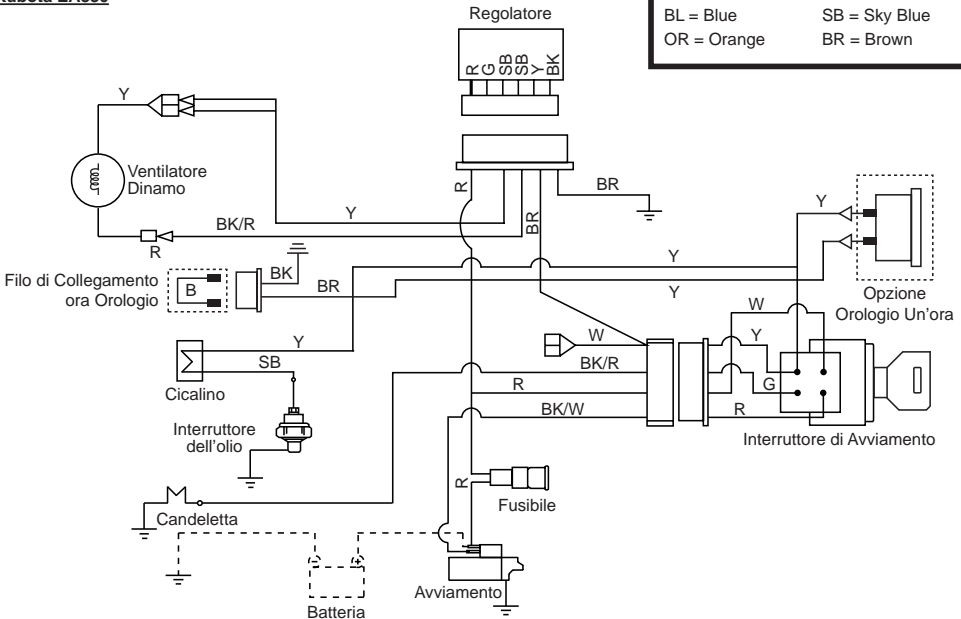 Regolatore
BL = Blue
SB = Sky Blue
OR = Orange
BR = Brown
R
G
SB
SB
Y
BK
Y
Ventilatore
Dinamo
R
BR
BR
Y
BK/R
R
Y
Filo di Collegamento
ora Orologio
B
BK
BR
Y
Y
Opzione
Orologio Un'ora
W
W
Y
Y
SB
Cicalino
BK/R
R
G
BK/W
R
Interruttore di Avviamento
Interruttore
dell'olio
R
Fusibile
Candeletta
-
+
Batteria
Avviamento